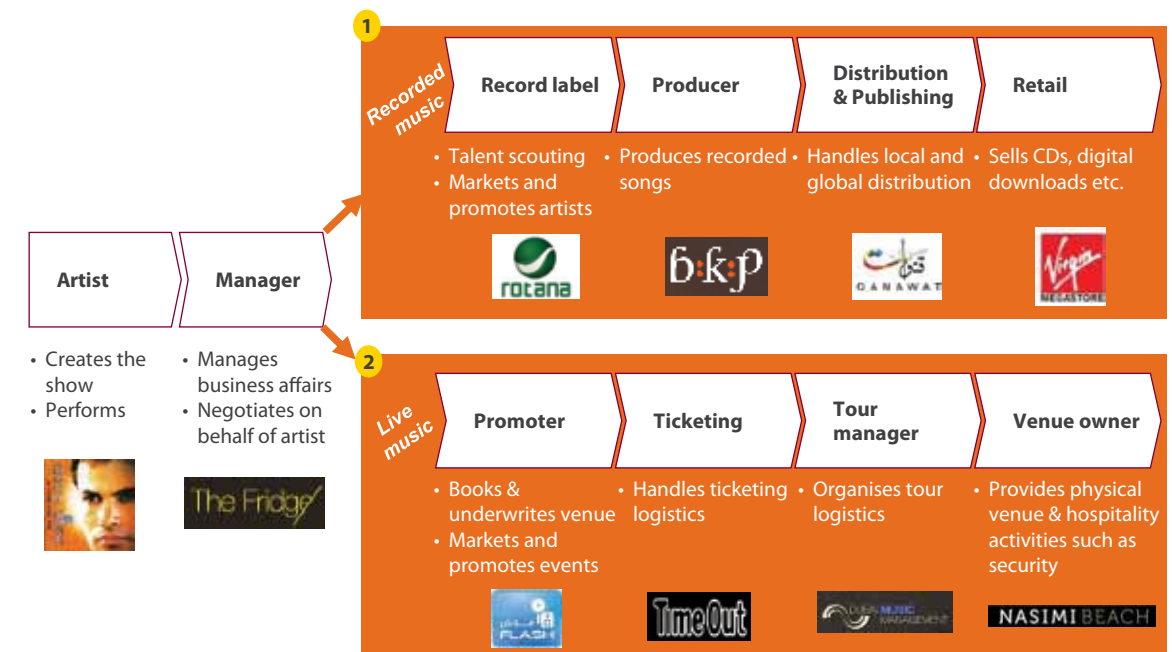 1
Recorded
music
Record label
Producer
Distribution
& Publishing
Retail
• Talent scouting
• Markets and
promotes artists
• Produces recorded
songs
• Handles local and
global distribution
• Sells CDs, digital
downloads etc.
rotana
b:k:p
QANAWAT
Virgin
MEGASTORE
Artist
Manager
• Creates the
show
• Performs
• Manages
business affairs
• Negotiates on
behalf of artist
The Fridge
2
Live
music
Promoter
Ticketing
Tour
manager
Venue owner
• Books &
underwrites venue
• Markets and
promotes events
• Handles ticketing
logistics
• Organises tour
logistics
• Provides physical
venue & hospitality
activities such as
security
FLASH
TimeOut
DUBAI MUSIC
MANAGEMENT
NASIMI BEACH